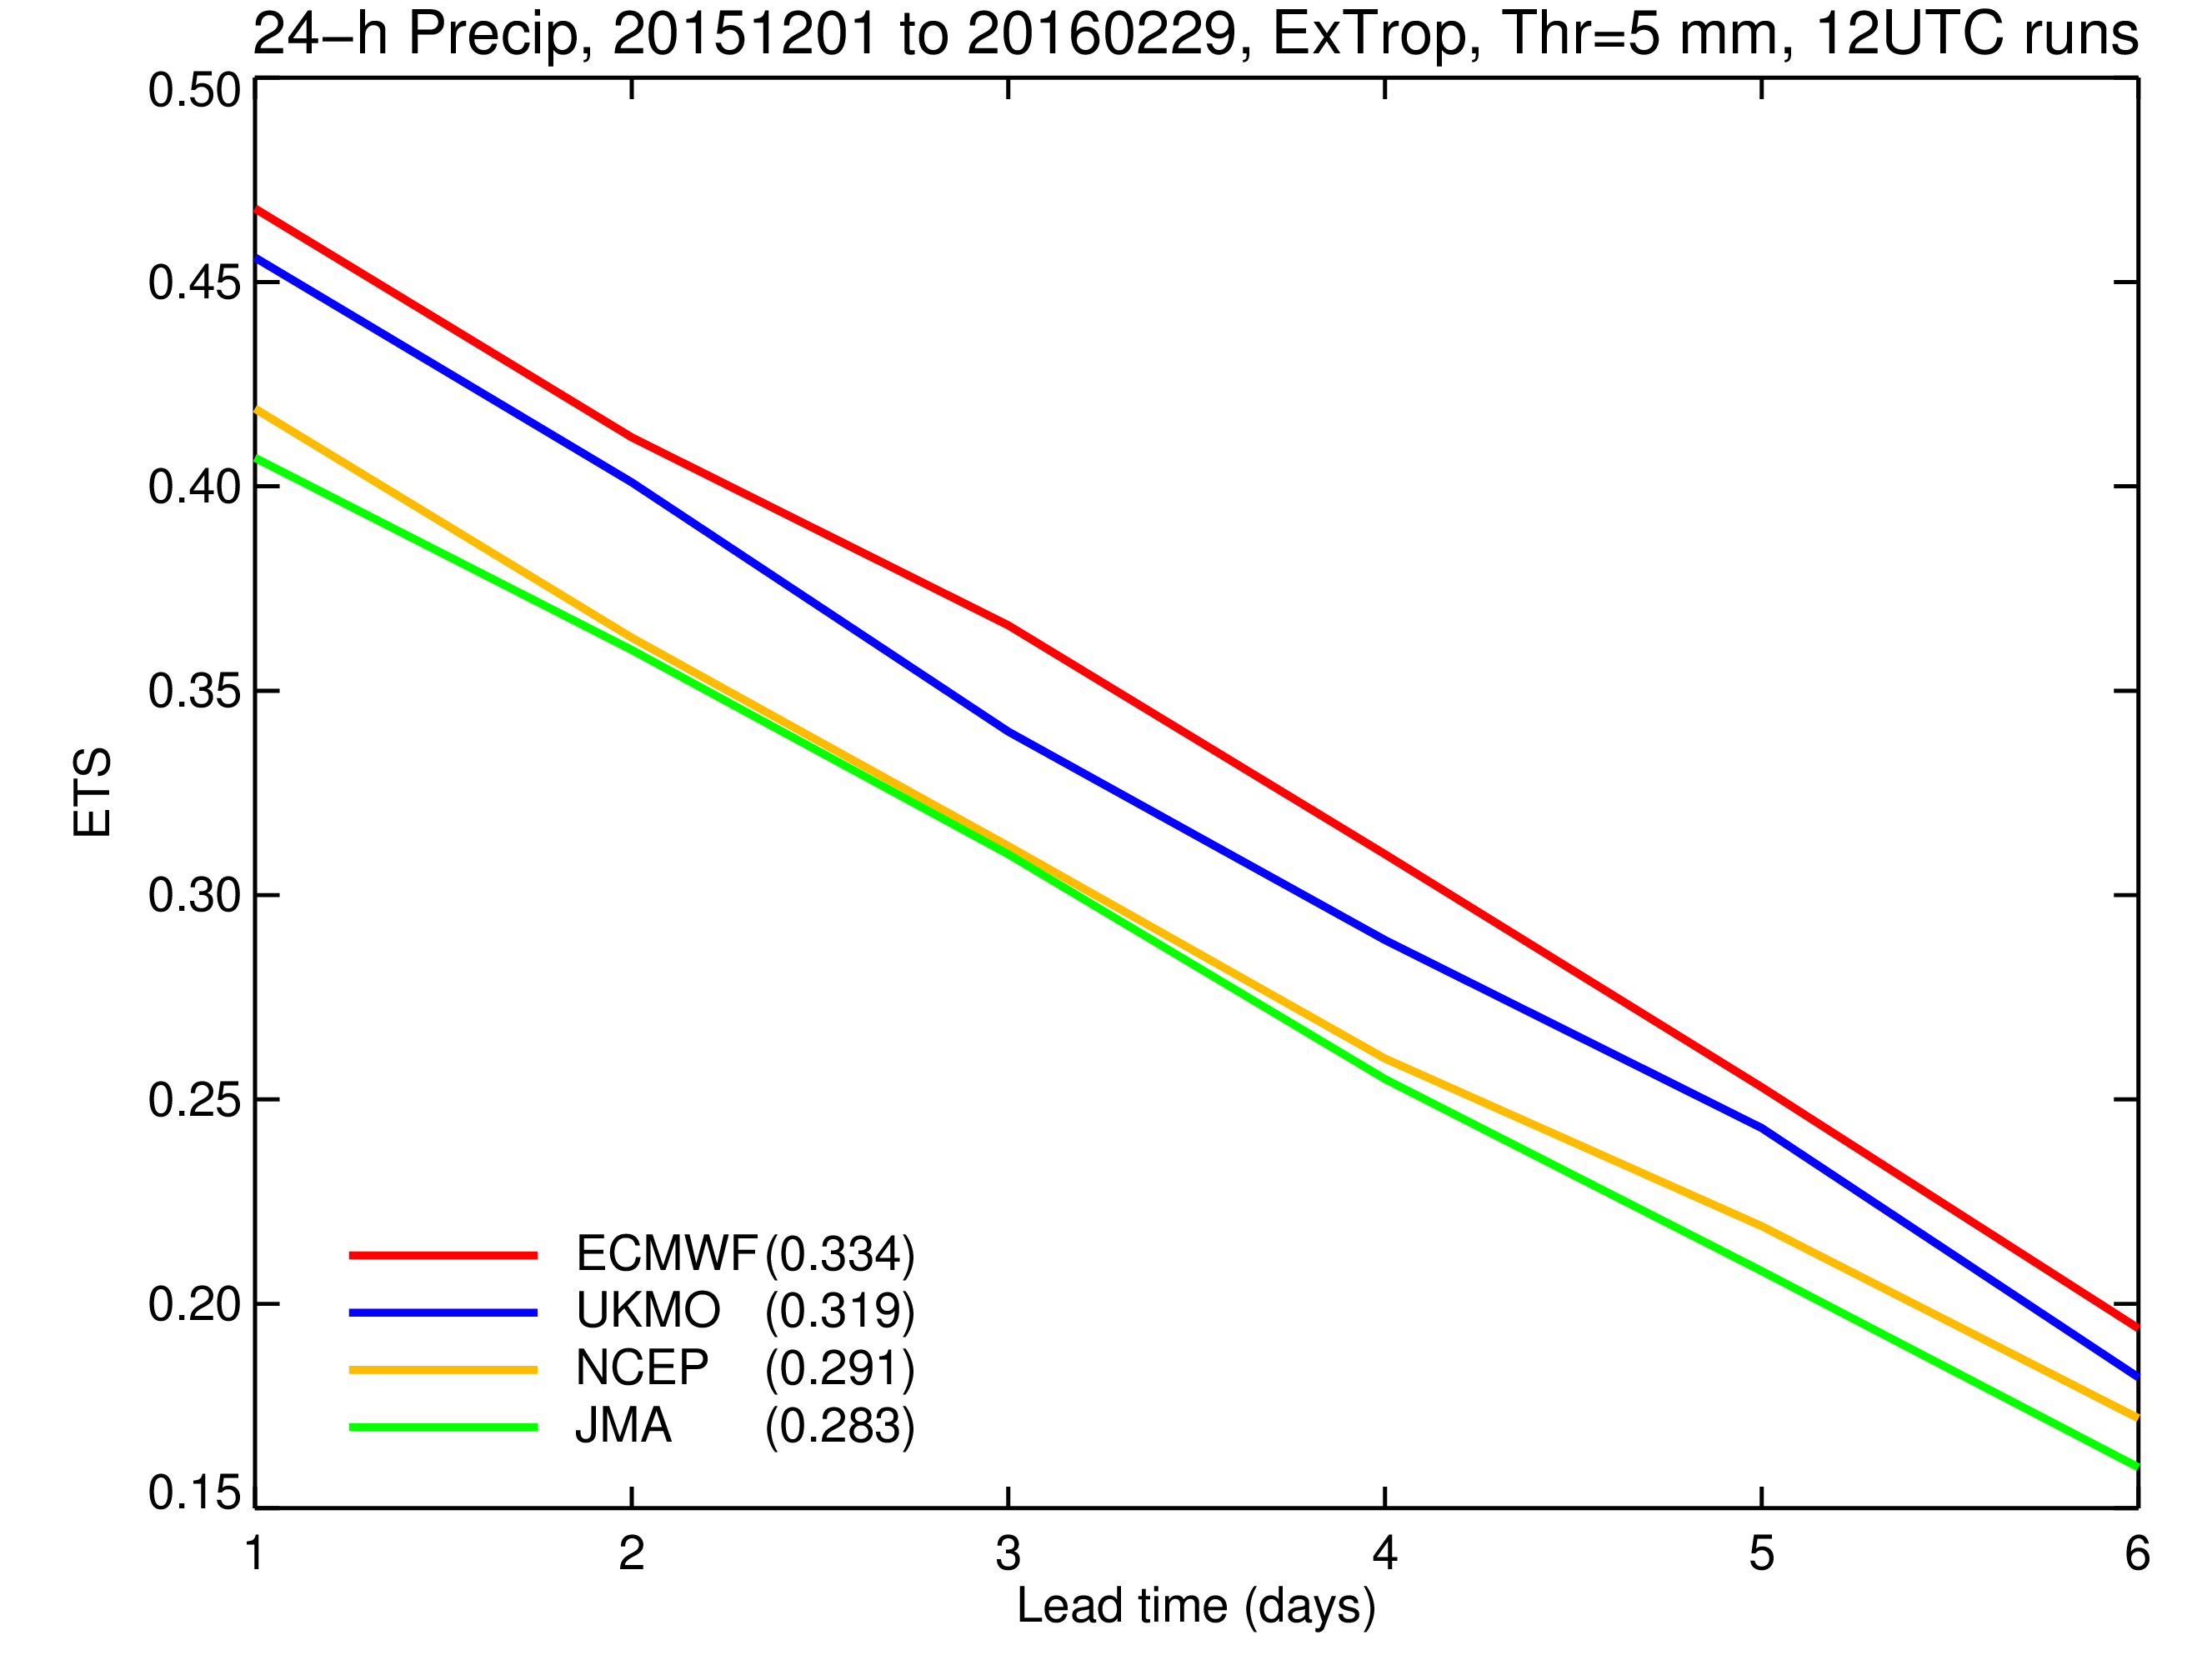 24−h Precip, 20151201 to 20160229, ExTrop, Thr=5 mm, 12UTC runs
0.50
0.45
0.40
0.35
0.30
0.25
0.20
0.15
ETS
ECMWF (0.334)
UKMO (0.319)
NCEP (0.291)
JMA (0.283)
1 2 3 4 5 6
Lead time (days)